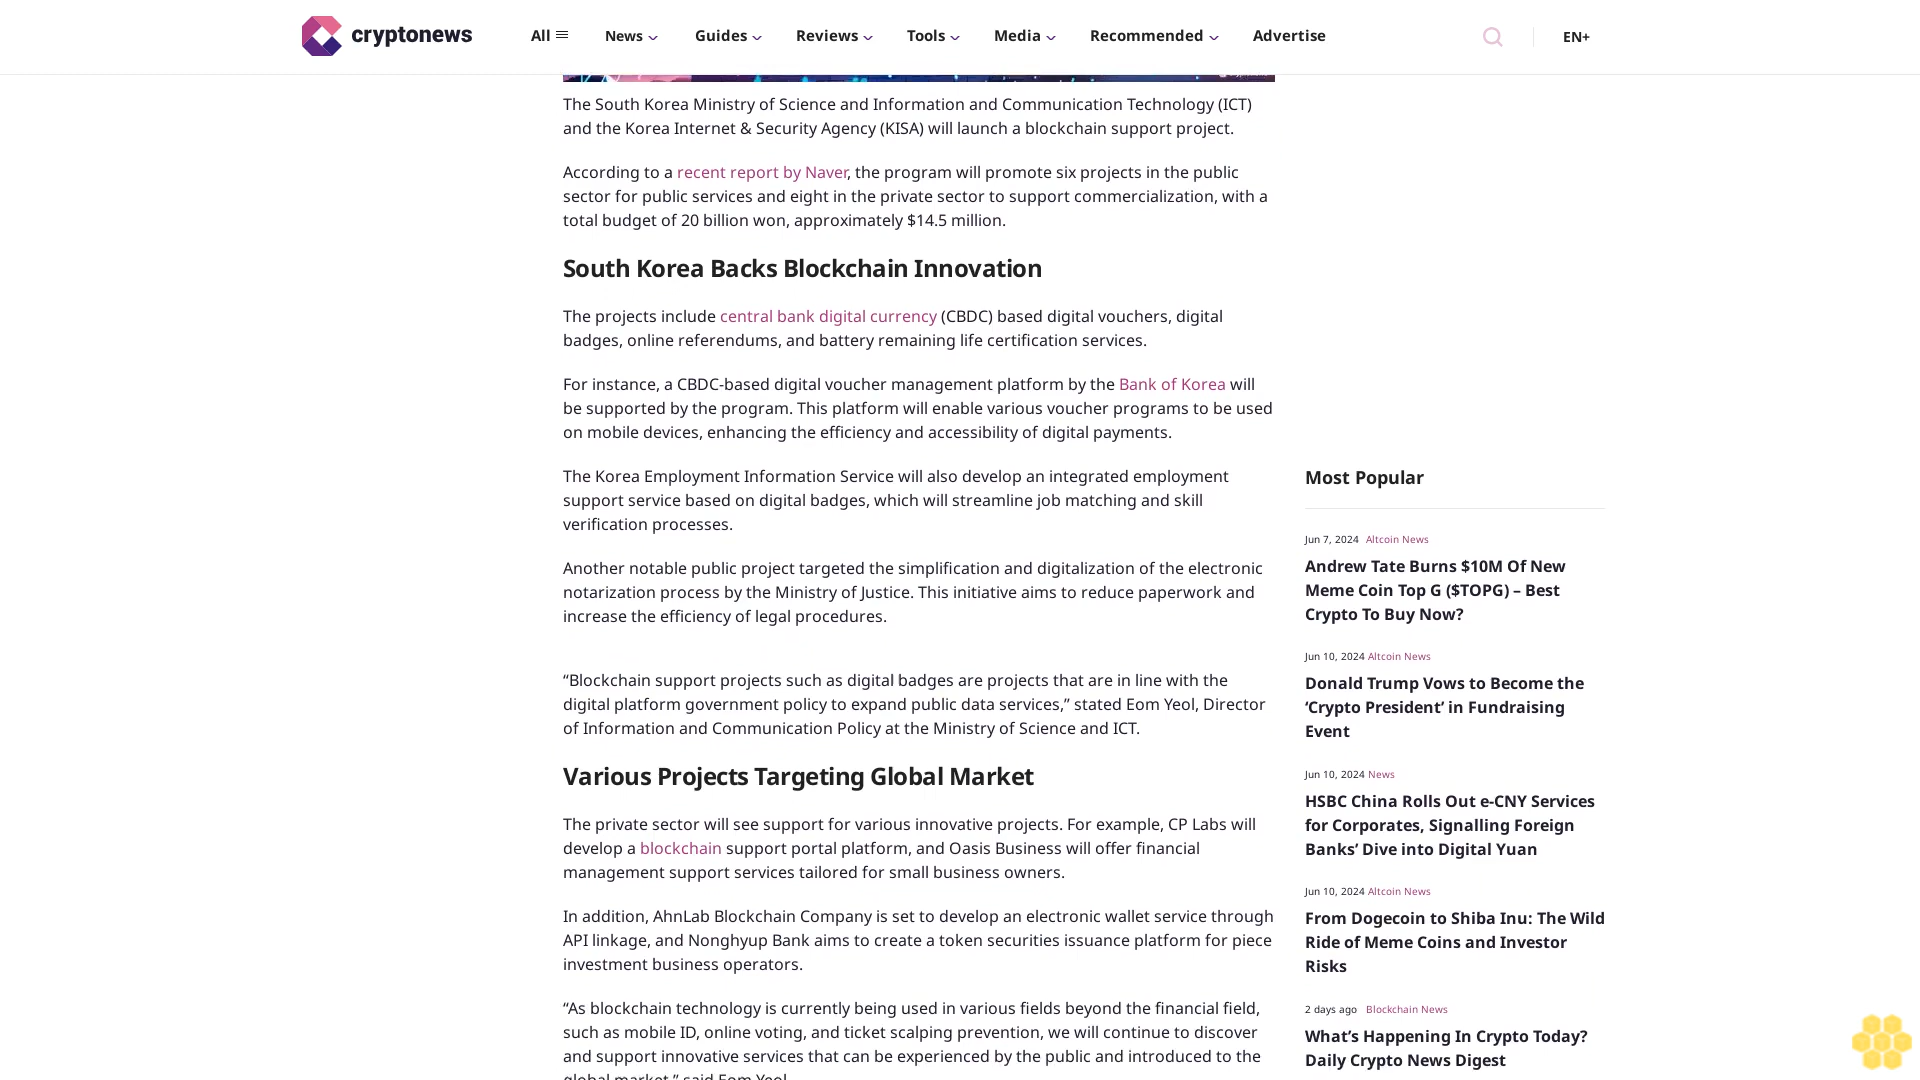 cryptonews
All
News
Guides
Reviews
Tools
Media
Recommended
Advertise
EN+
The South Korea Ministry of Science and Information and Communication Technology (ICT)
and the Korea Internet & Security Agency (KISA) will launch a blockchain support project.
According to a recent report by Naver, the program will promote six projects in the public
sector for public services and eight in the private sector to support commercialization, with a
total budget of 20 billion won, approximately $14.5 million.
South Korea Backs Blockchain Innovation
The projects include central bank digital currency (CBDC) based digital vouchers, digital
badges, online referendums, and battery remaining life certification services.
For instance, a CBDC-based digital voucher management platform by the Bank of Korea will
be supported by the program. This platform will enable various voucher programs to be used
on mobile devices, enhancing the efficiency and accessibility of digital payments.
The Korea Employment Information Service will also develop an integrated employment
support service based on digital badges, which will streamline job matching and skill
verification processes.
Another notable public project targeted the simplification and digitalization of the electronic
notarization process by the Ministry of Justice. This initiative aims to reduce paperwork and
increase the efficiency of legal procedures.
“Blockchain support projects such as digital badges are projects that are in line with the
digital platform government policy to expand public data services,” stated Eom Yeol, Director
of Information and Communication Policy at the Ministry of Science and ICT.
Various Projects Targeting Global Market
The private sector will see support for various innovative projects. For example, CP Labs will
develop a blockchain support portal platform, and Oasis Business will offer financial
management support services tailored for small business owners.
In addition, AhnLab Blockchain Company is set to develop an electronic wallet service through
API linkage, and Nonghyup Bank aims to create a token securities issuance platform for piece
investment business operators.
“As blockchain technology is currently being used in various fields beyond the financial field,
such as mobile ID, online voting, and ticket scalping prevention, we will continue to discover
and support innovative services that can be experienced by the public and introduced to the
global market,” said Eom Yeol.
Most Popular
Jun 7, 2024 Altcoin News
Andrew Tate Burns $10M Of New
Meme Coin Top G ($TOPG) – Best
Crypto To Buy Now?
Jun 10, 2024 Altcoin News
Donald Trump Vows to Become the
‘Crypto President’ in Fundraising
Event
Jun 10, 2024 News
HSBC China Rolls Out e-CNY Services
for Corporates, Signalling Foreign
Banks’ Dive into Digital Yuan
Jun 10, 2024 Altcoin News
From Dogecoin to Shiba Inu: The Wild
Ride of Meme Coins and Investor
Risks
2 days ago Blockchain News
What’s Happening In Crypto Today?
Daily Crypto News Digest